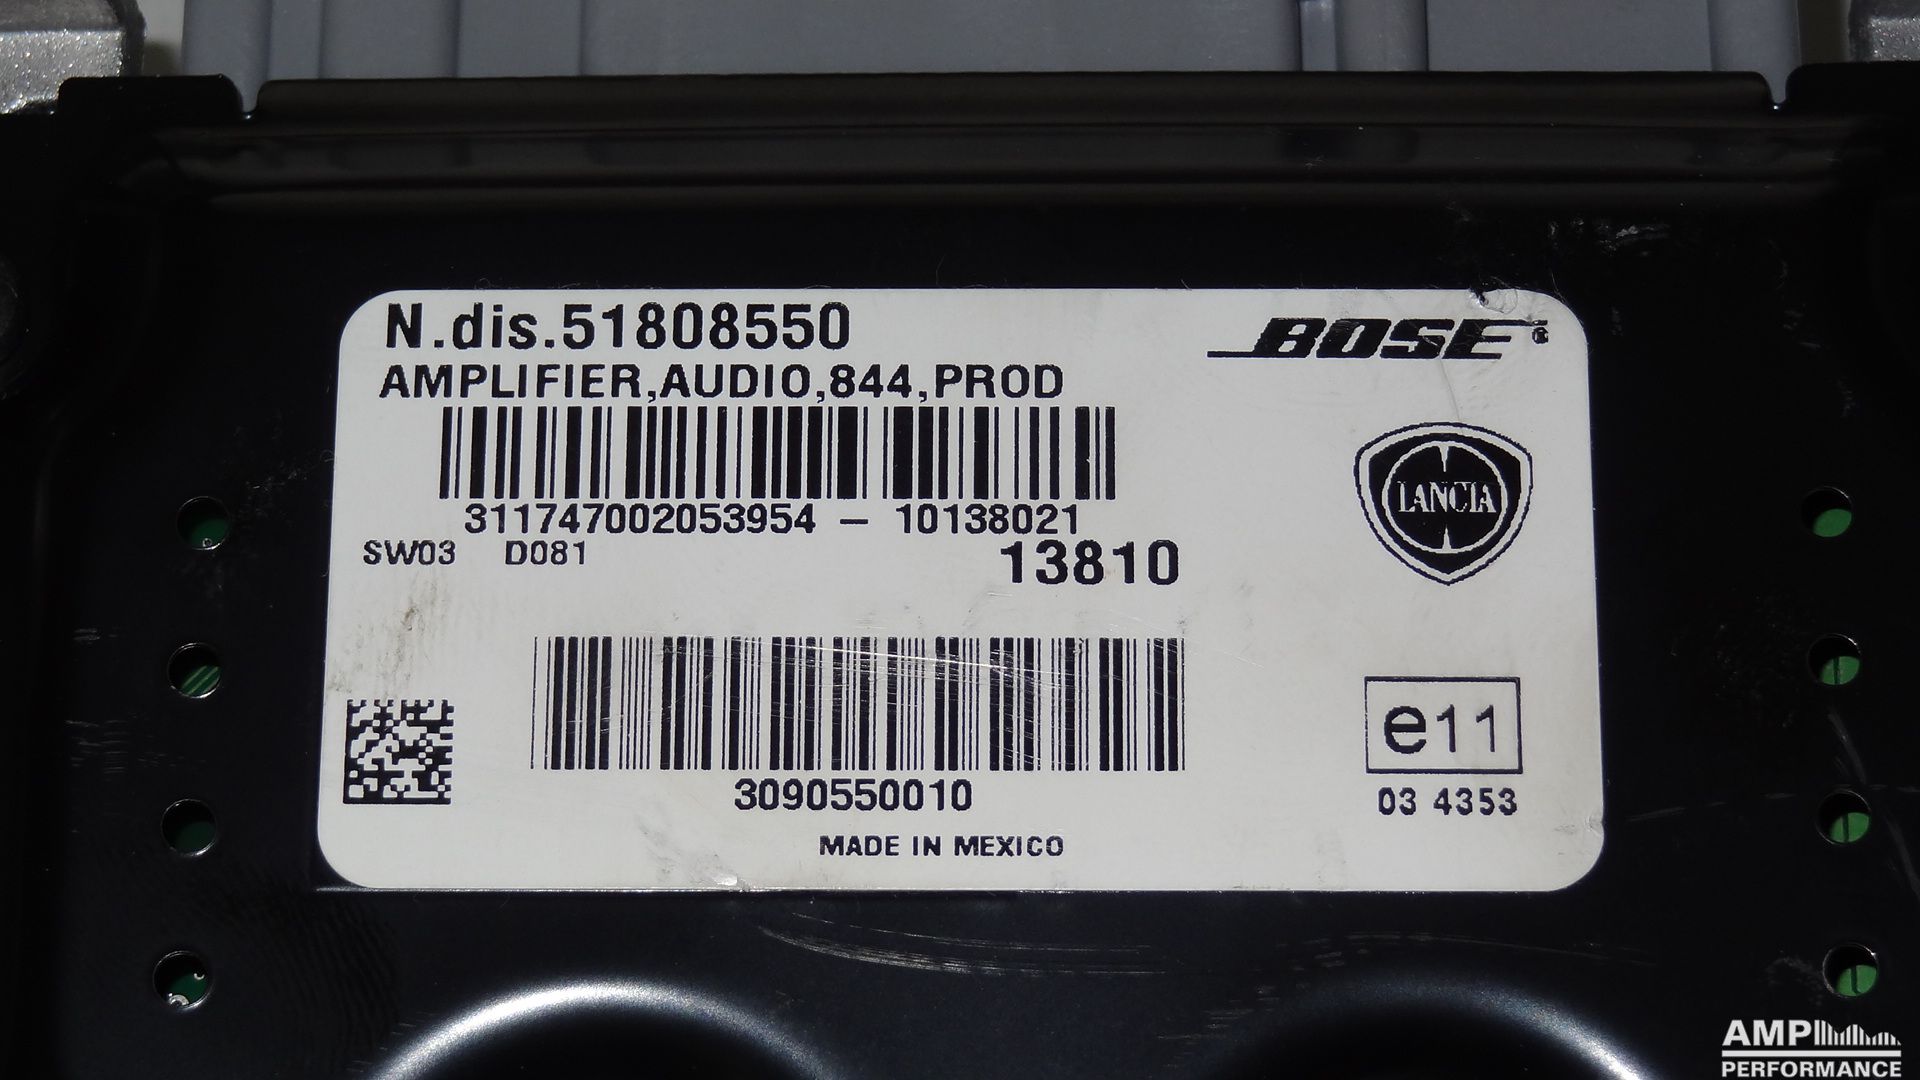 N.dis.51808550
BOSE®
AMPLIFIER,AUDIO,844,PROD
LANCIA
311747002053954 – 10138021
SW03 D081
13810
e11
03 4353
3090550010
MADE IN MEXICO
AMP
PERFORMANCE